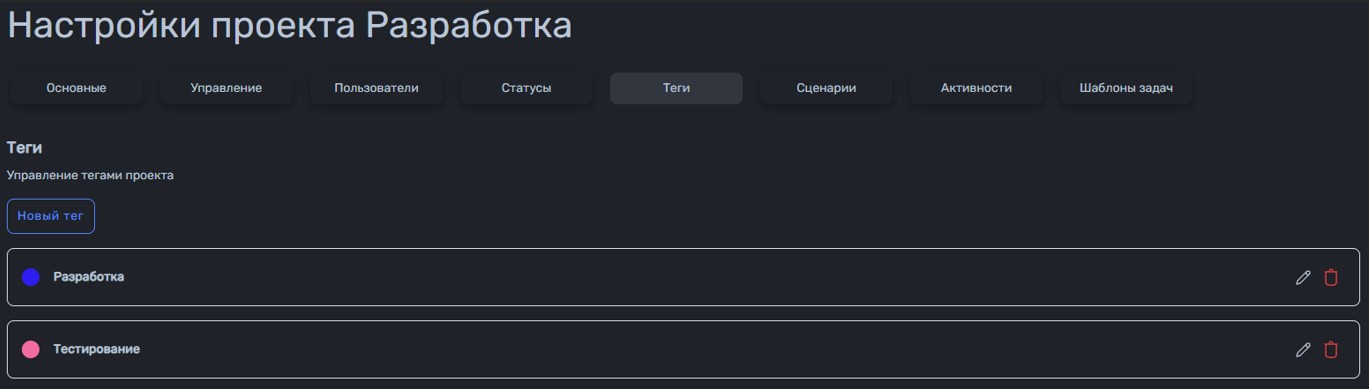 Настройки проекта Разработка
Основные Управление Пользователи Статусы Теги Сценарии Активности Шаблоны задач
Теги
Управление тегами проекта
Новый тег
Разработка
Тестирование